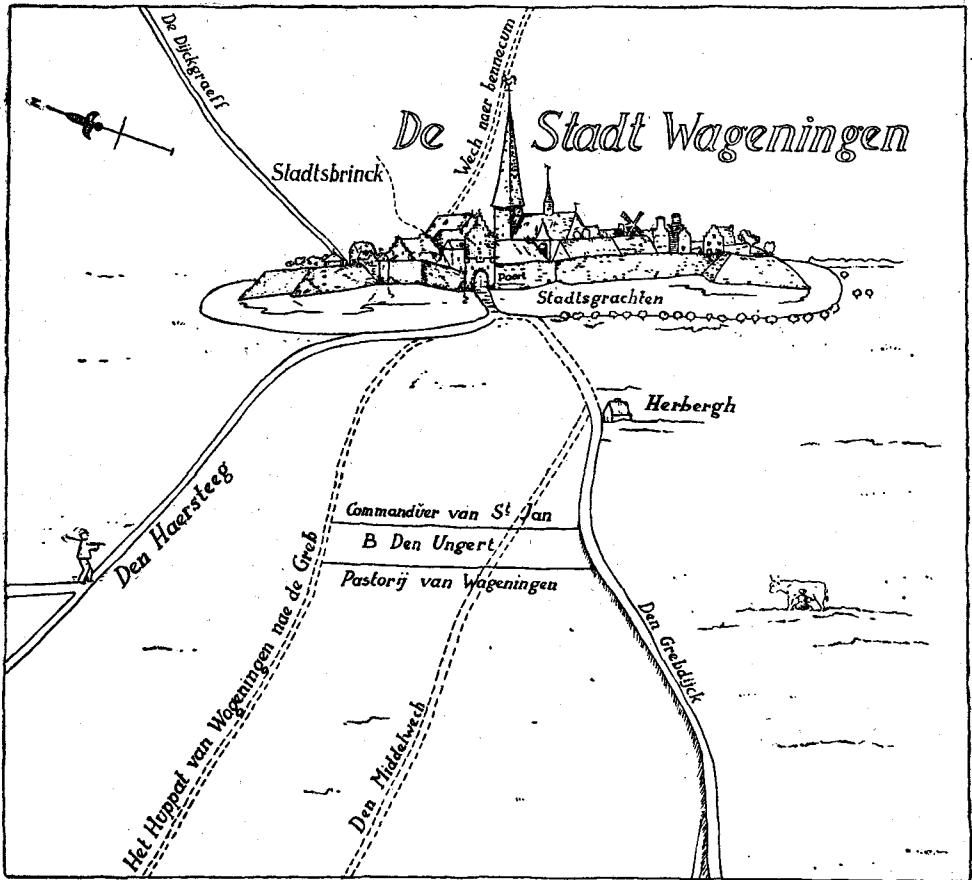 De Dijckgraeff
Wech naer bennecum
N
De Stadt Wageningen
Stadtsbrinck
Poort
Stadtsgrachten
Herbergh
Den Haersteeg
Commandüer van St Jan
B Den Ungert
Pastorij van Wageningen
Het Huppat van Wageningen nae de Greb
Den Middelwech
Den Grebdijck